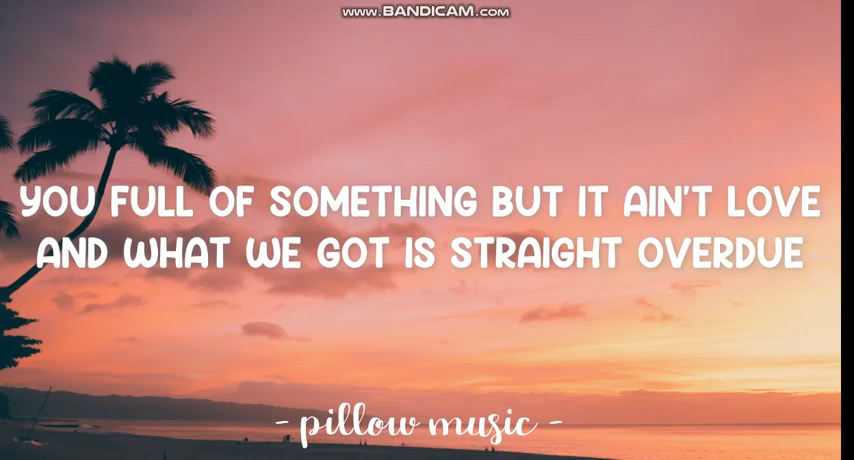 www.BANDICAM.com
YOU FULL OF SOMETHING BUT IT AIN'T LOVE
AND WHAT WE GOT IS STRAIGHT OVERDUE
- pillow music -